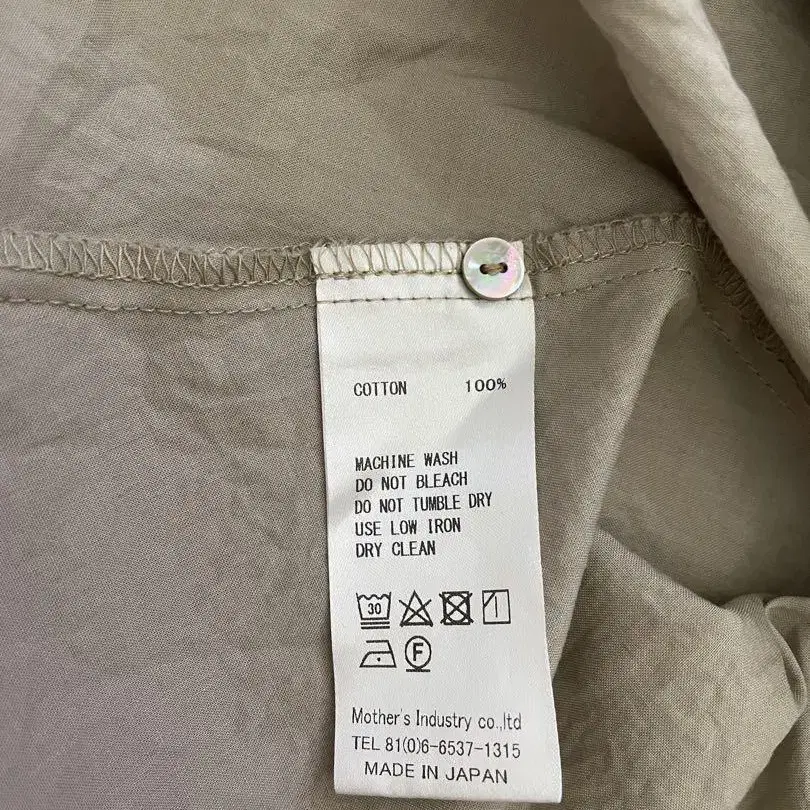 COTTON 100%
MACHINE WASH
DO NOT BLEACH
DO NOT TUMBLE DRY
USE LOW IRON
DRY CLEAN
30
F
Mother's Industry co.,ltd
TEL 81(0)6-6537-1315
MADE IN JAPAN